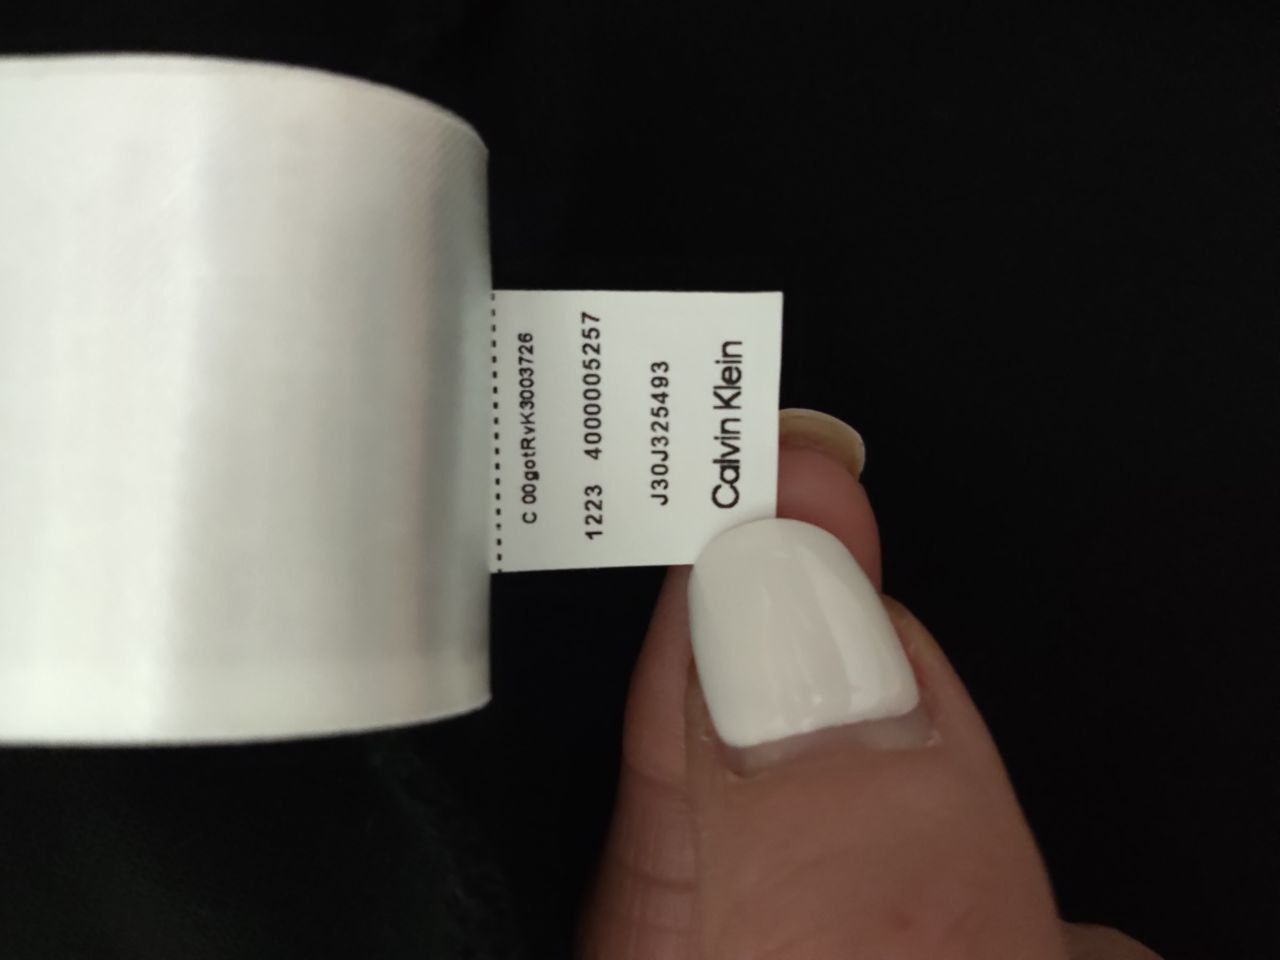 C 00gotRvK3003726
1223 4000005257
J30J325493
Calvin Klein